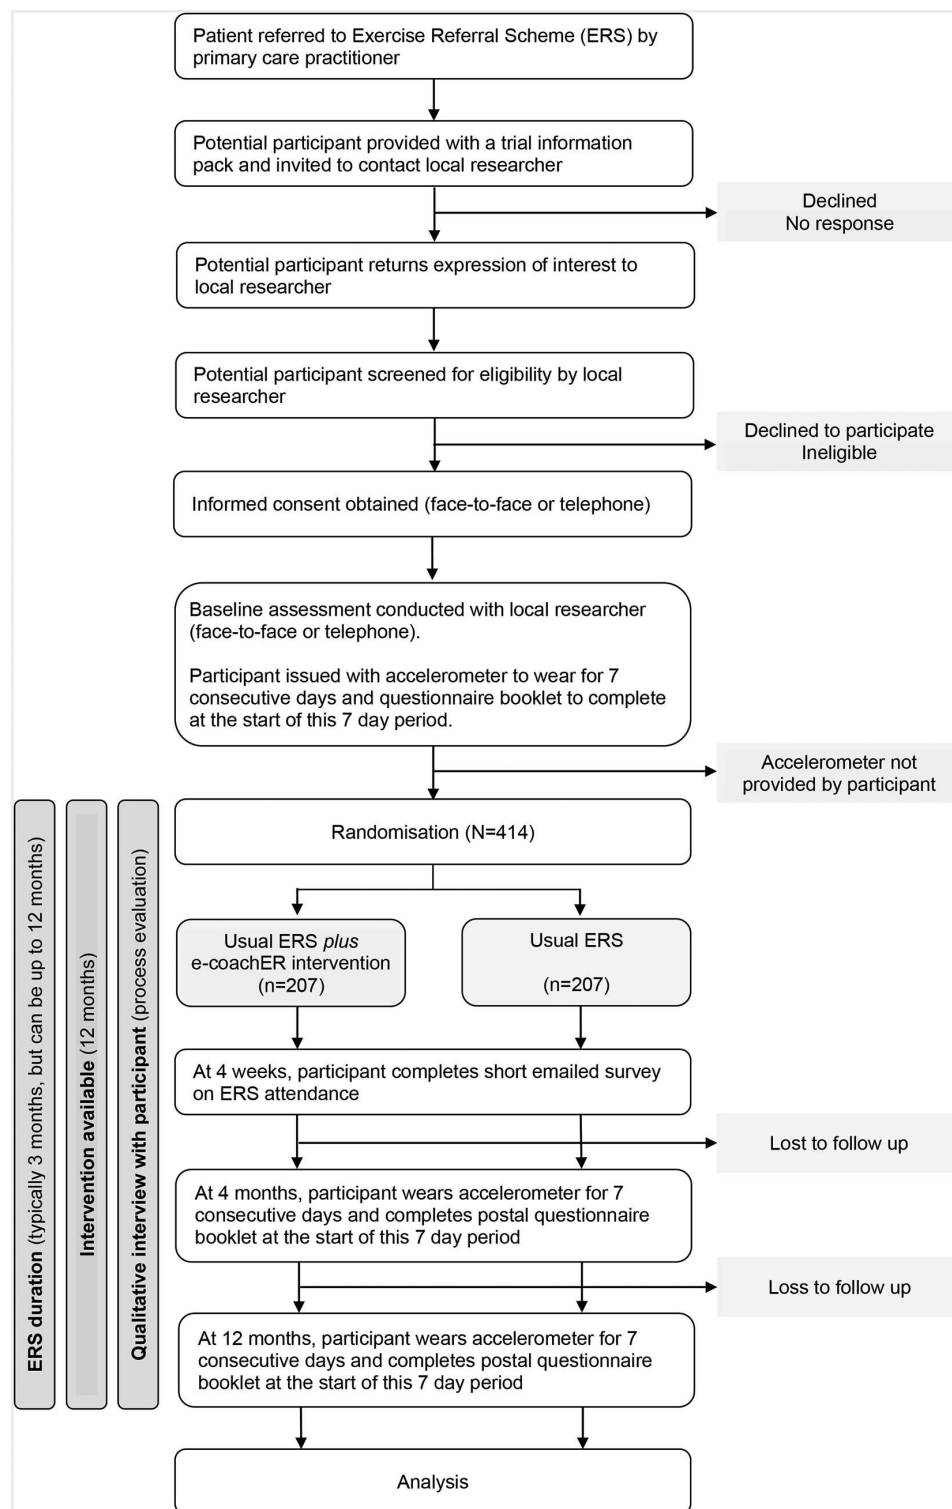 Patient referred to Exercise Referral Scheme (ERS) by
primary care practitioner
Potential participant provided with a trial information
pack and invited to contact local researcher
Declined
No response
Potential participant returns expression of interest to
local researcher
Potential participant screened for eligibility by local
researcher
Declined to participate
Ineligible
Informed consent obtained (face-to-face or telephone)
Baseline assessment conducted with local researcher
(face-to-face or telephone).
Participant issued with accelerometer to wear for 7
consecutive days and questionnaire booklet to complete
at the start of this 7 day period.
Accelerometer not
provided by participant
Randomisation (N=414)
ERS duration (typically 3 months, but can be up to 12 months)
Intervention available (12 months)
Qualitative interview with participant (process evaluation)
Usual ERS plus
e-coachER intervention
(n=207)
Usual ERS
(n=207)
At 4 weeks, participant completes short emailed survey
on ERS attendance
Lost to follow up
At 4 months, participant wears accelerometer for 7
consecutive days and completes postal questionnaire
booklet at the start of this 7 day period
Loss to follow up
At 12 months, participant wears accelerometer for 7
consecutive days and completes postal questionnaire
booklet at the start of this 7 day period
Analysis